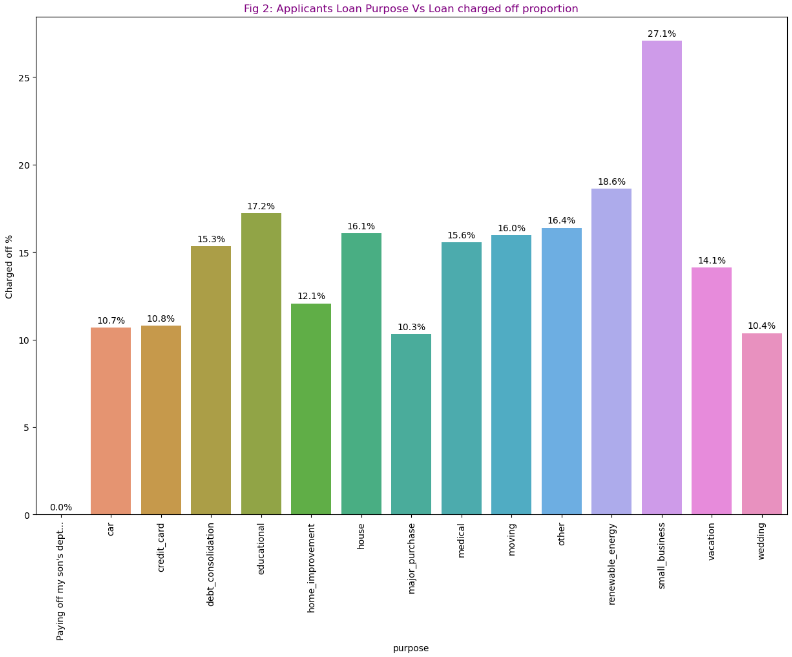 Fig 2: Applicants Loan Purpose Vs Loan charged off proportion
Charged off %
25
20
15
10
5
0
0.0%
10.7%
10.8%
15.3%
17.2%
12.1%
16.1%
10.3%
15.6%
16.0%
16.4%
18.6%
27.1%
14.1%
10.4%
Paying off my son's dept...
car
credit_card
debt_consolidation
educational
home_improvement
house
major_purchase
medical
moving
other
renewable_energy
small_business
vacation
wedding
purpose